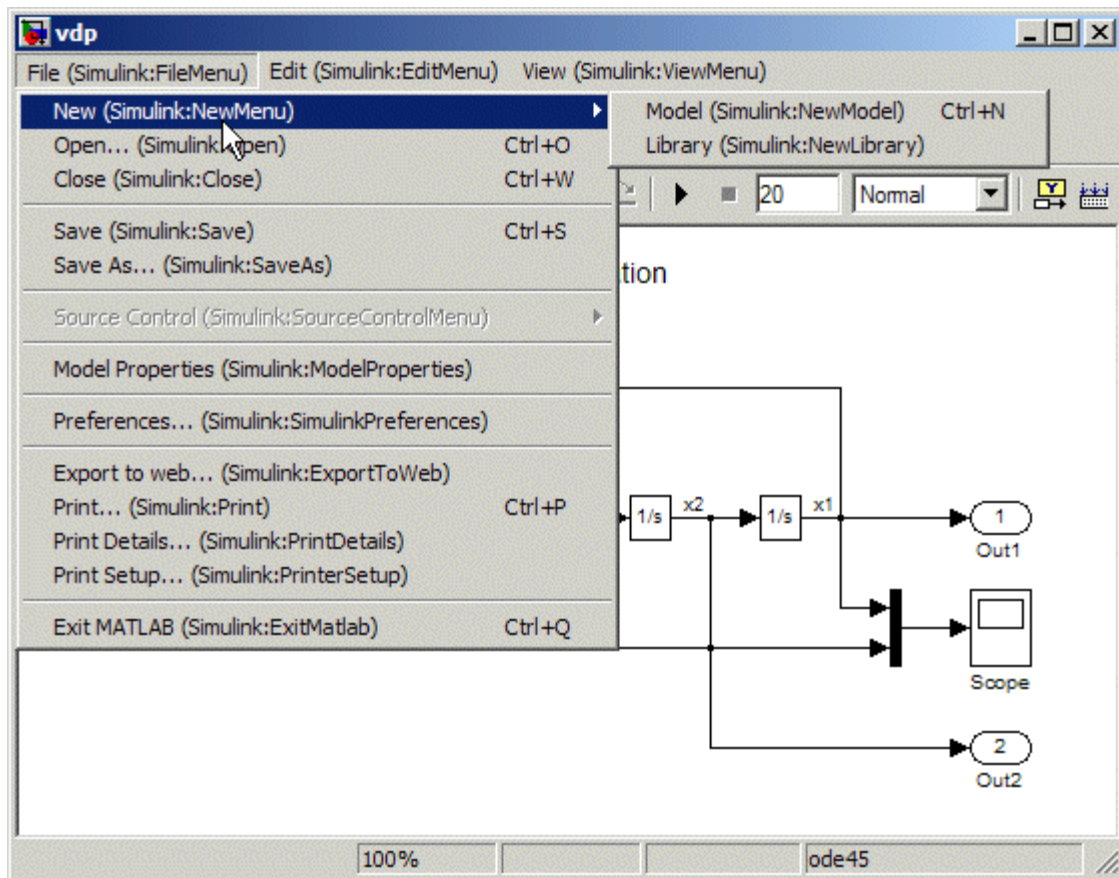 vdp
File (Simulink:FileMenu) Edit (Simulink:EditMenu) View (Simulink:ViewMenu)
New (Simulink:NewMenu)
Model (Simulink:NewModel) Ctrl+N
Open... (Simulink:Open) Ctrl+O
Library (Simulink:NewLibrary)
Close (Simulink:Close) Ctrl+W
20 Normal
Save (Simulink:Save) Ctrl+S
Save As... (Simulink:SaveAs)
tion
Source Control (Simulink:SourceControlMenu)
Model Properties (Simulink:ModelProperties)
Preferences... (Simulink:SimulinkPreferences)
Export to web... (Simulink:ExportToWeb)
Print... (Simulink:Print) Ctrl+P
1/s x2 1/s x1 1
Print Details... (Simulink:PrintDetails)
Out1
Print Setup... (Simulink:PrinterSetup)
Exit MATLAB (Simulink:ExitMatlab) Ctrl+Q
Scope
2
Out2
100% ode45